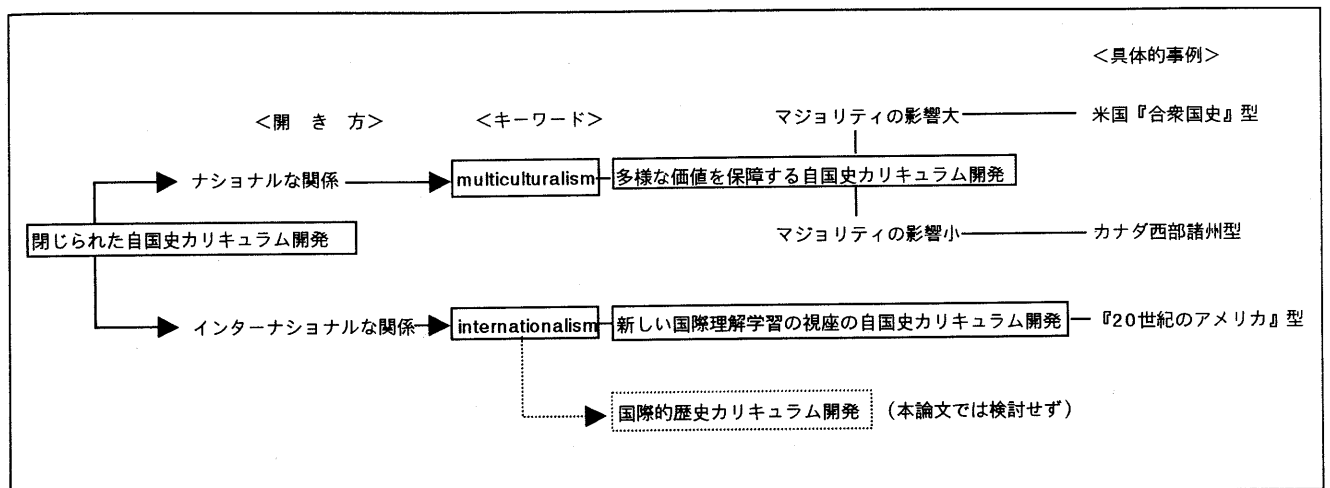 <具体的事例>
<開 き 方> <キーワード> マジョリティの影響大 米国『合衆国史』型
ナショナルな関係 multiculturalism 多様な価値を保障する自国史カリキュラム開発
閉じられた自国史カリキュラム開発 マジョリティの影響小 カナダ西部諸州型
インターナショナルな関係 internationalism 新しい国際理解学習の視座の自国史カリキュラム開発 『20世紀のアメリカ』型
国際的歴史カリキュラム開発 (本論文では検討せず)